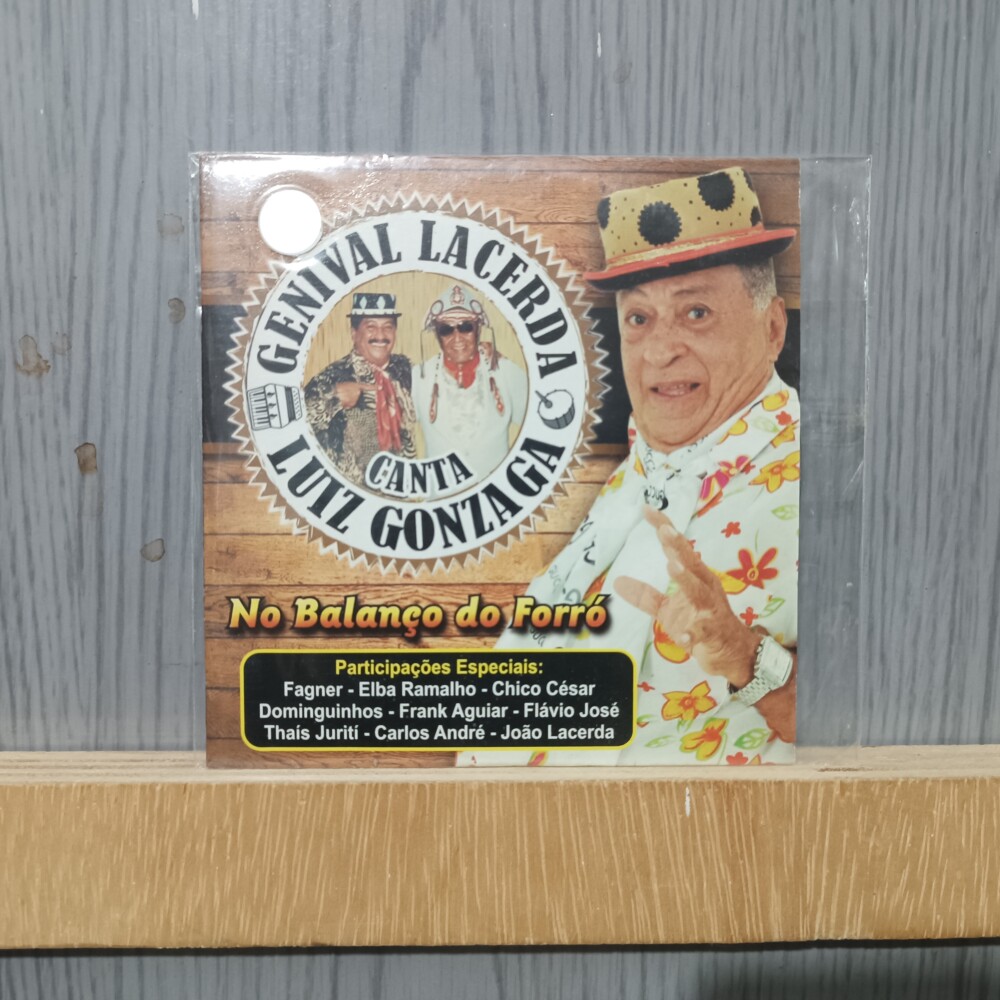 GENIVAL LACERDA
CANTA
LUIZ GONZAGA
No Balanço do Forró
Participações Especiais:
Fagner - Elba Ramalho - Chico César
Dominguinhos - Frank Aguiar - Flávio José
Thaís Jurití - Carlos André - João Lacerda